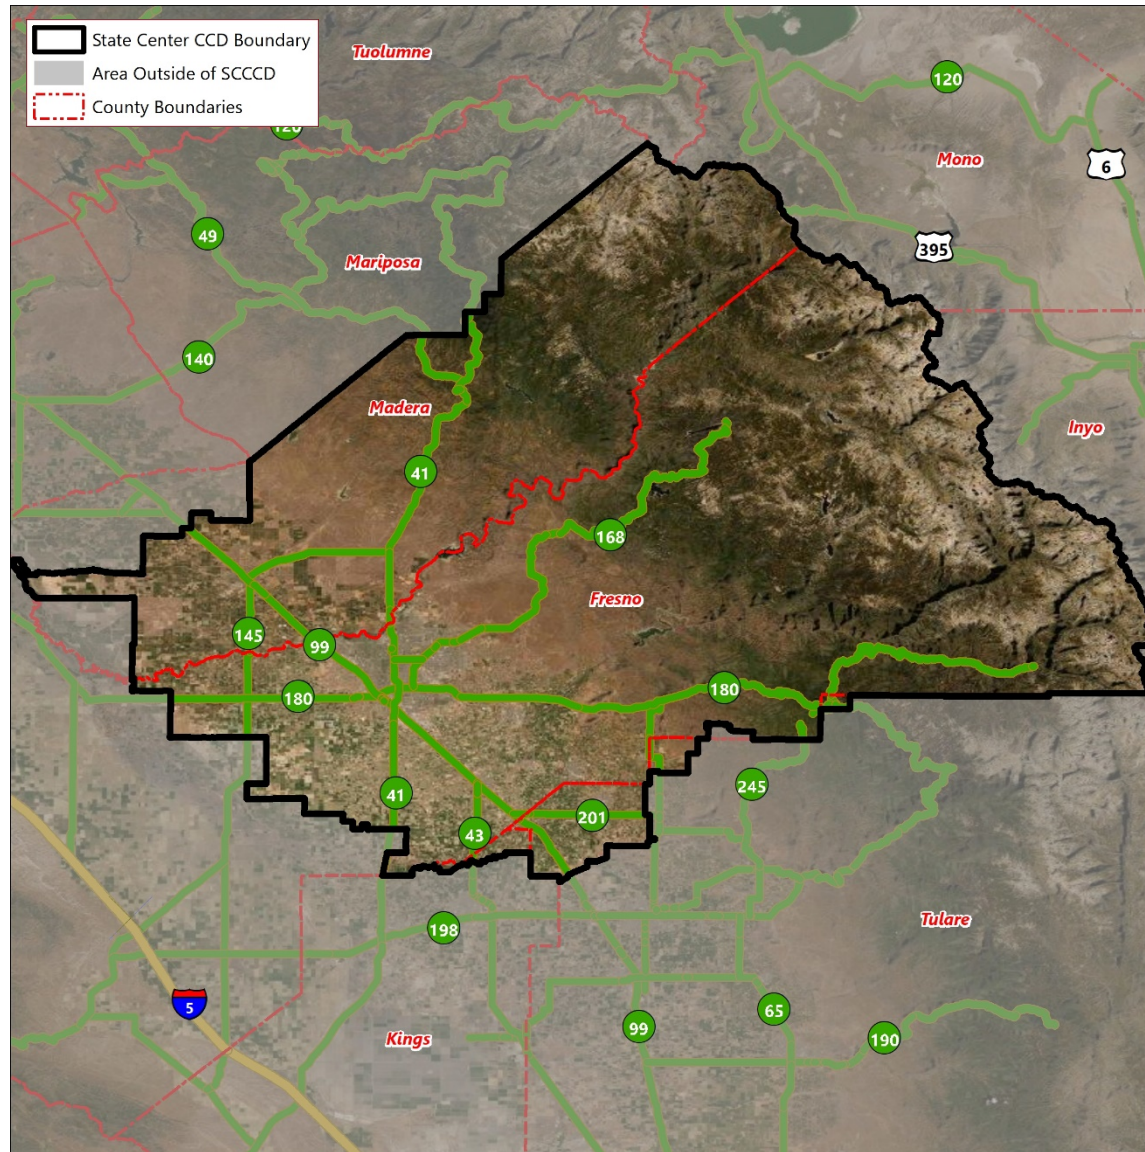 State Center CCD Boundary
Area Outside of SCCCD
County Boundaries
Tuolumne
120
120
Mono
6
49
395
Mariposa
140
Madera
Inyo
41
168
Fresno
145
99
180
180
41
245
43
201
198
Tulare
5
65
99
Kings
190